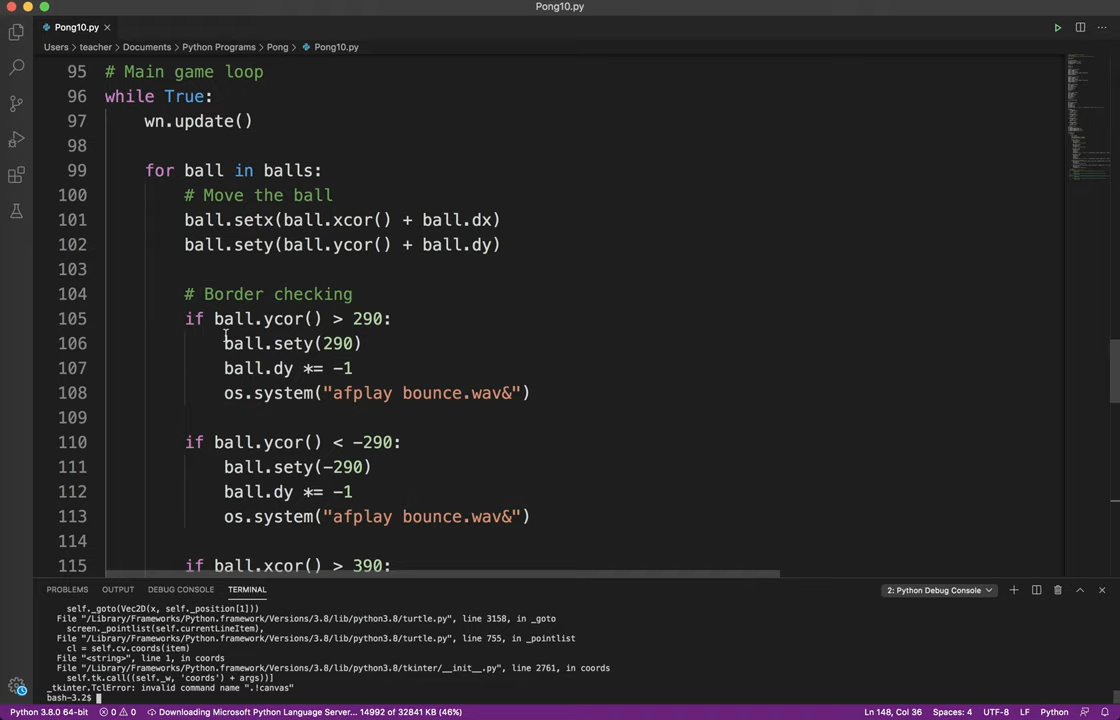 Pong10.py
Pong10.py
Users › teacher › Documents › Python Programs › Pong › Pong10.py
95 # Main game loop
96 while True:
97 wn.update()
98
99 for ball in balls:
100 # Move the ball
101 ball.setx(ball.xcor() + ball.dx)
102 ball.sety(ball.ycor() + ball.dy)
103
104 # Border checking
105 if ball.ycor() > 290:
106 ball.sety(290)
107 ball.dy *= -1
108 os.system("afplay bounce.wav&")
109
110 if ball.ycor() < -290:
111 ball.sety(-290)
112 ball.dy *= -1
113 os.system("afplay bounce.wav&")
114
115 if ball.xcor() > 390:
PROBLEMS OUTPUT DEBUG CONSOLE TERMINAL 2: Python Debug Console
self._goto(Vec2D(x, self._position[1]))
File "/Library/Frameworks/Python.framework/Versions/3.8/lib/python3.8/turtle.py", line 3158, in _goto
screen._pointlist(self.currentLineItem),
File "/Library/Frameworks/Python.framework/Versions/3.8/lib/python3.8/turtle.py", line 755, in _pointlist
cl = self.cv.coords(item)
File "<string>", line 1, in coords
File "/Library/Frameworks/Python.framework/Versions/3.8/lib/python3.8/tkinter/__init__.py", line 2761, in coords
self.tk.call((self._w, 'coords') + args))]
_tkinter.TclError: invalid command name ".!canvas"
bash-3.2$
Python 3.8.0 64-bit 0 0 Downloading Microsoft Python Language Server... 14992 of 32841 KB (46%) Ln 148, Col 36 Spaces: 4 UTF-8 LF Python